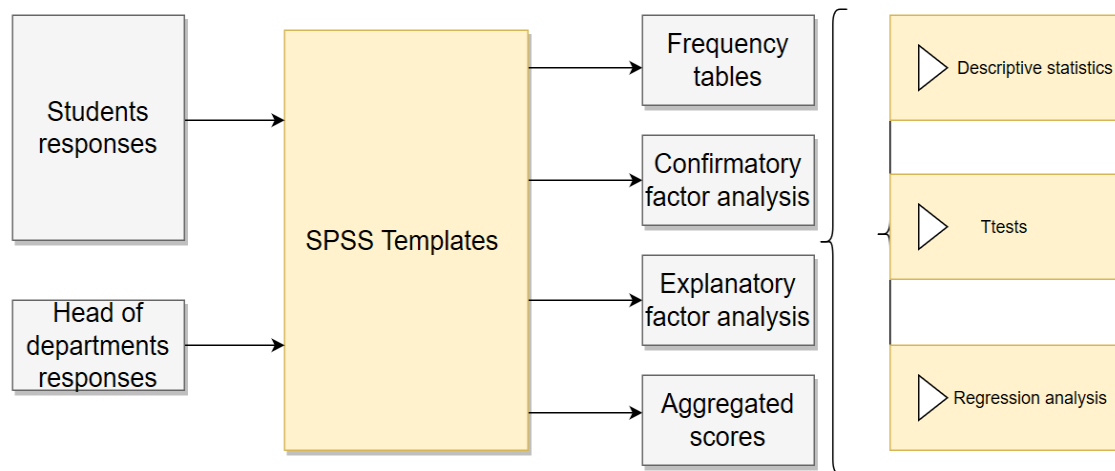 Students
responses
Head of
departments
responses
SPSS Templates
Frequency
tables
Confirmatory
factor analysis
Explanatory
factor analysis
Aggregated
scores
Descriptive statistics
Ttests
Regression analysis